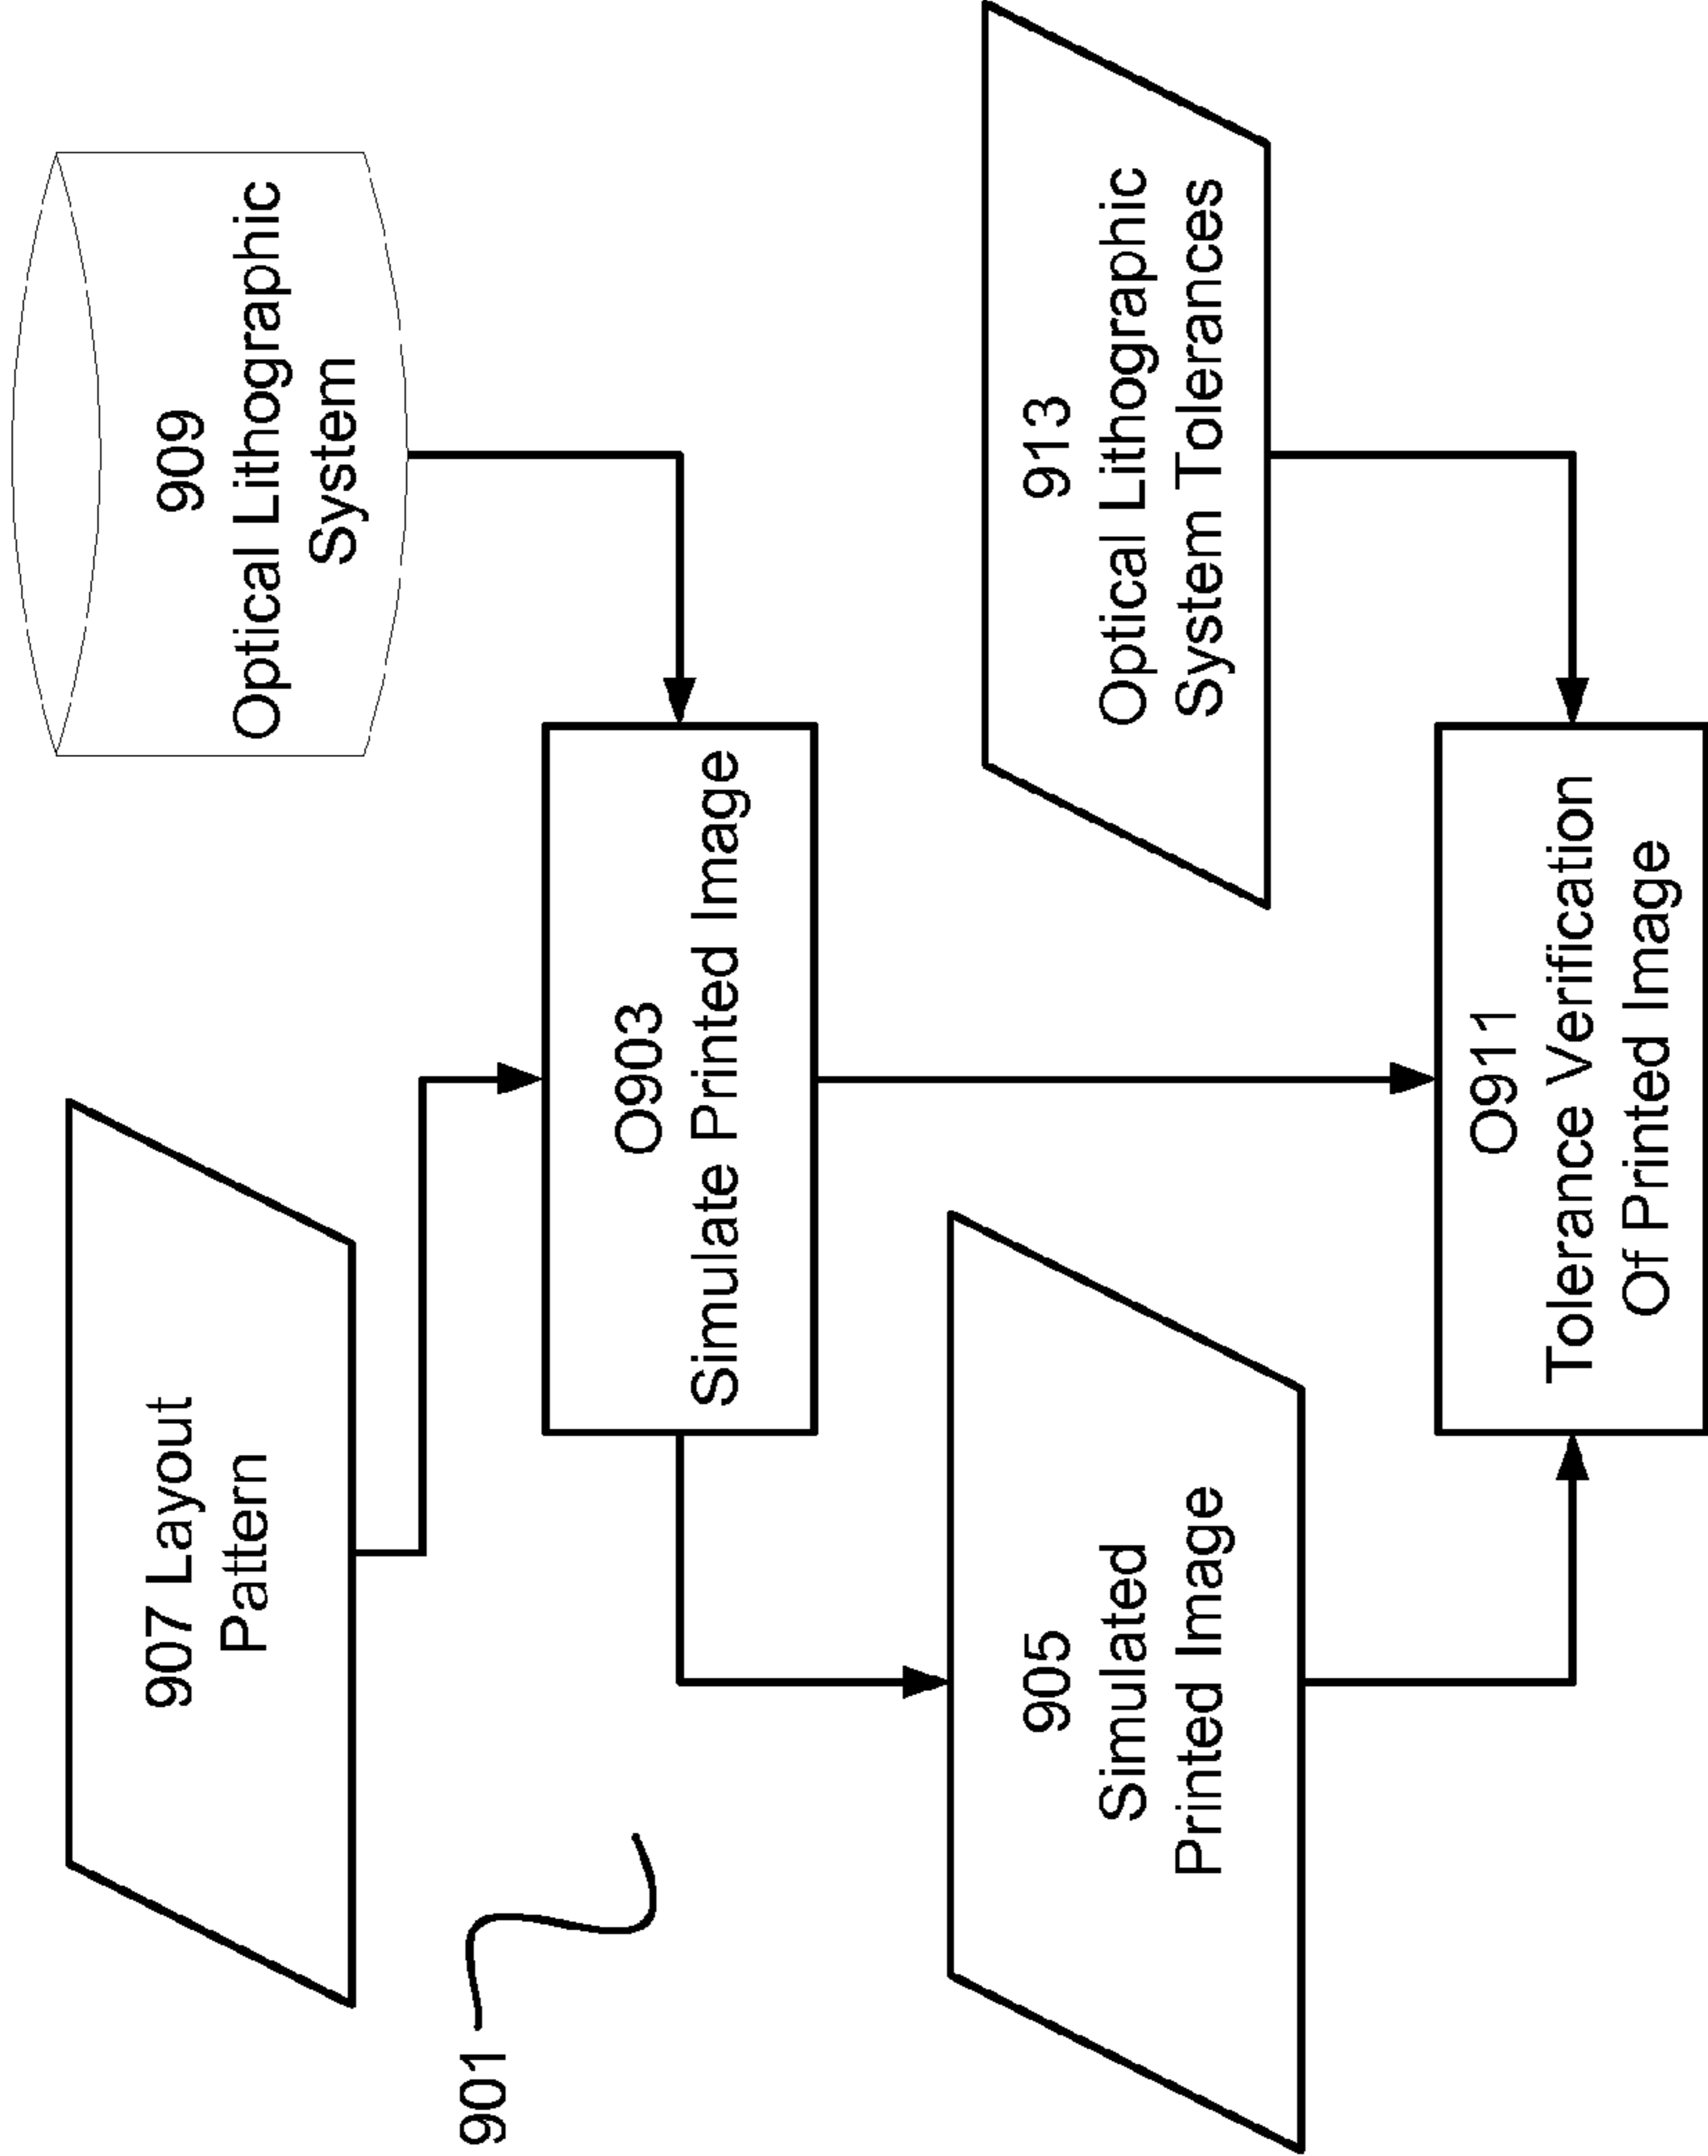 907 Layout
Pattern
909
Optical Lithographic
System
901
O903
Simulate Printed Image
905
Simulated
Printed Image
913
Optical Lithographic
System Tolerances
O911
Tolerance Verification
Of Printed Image